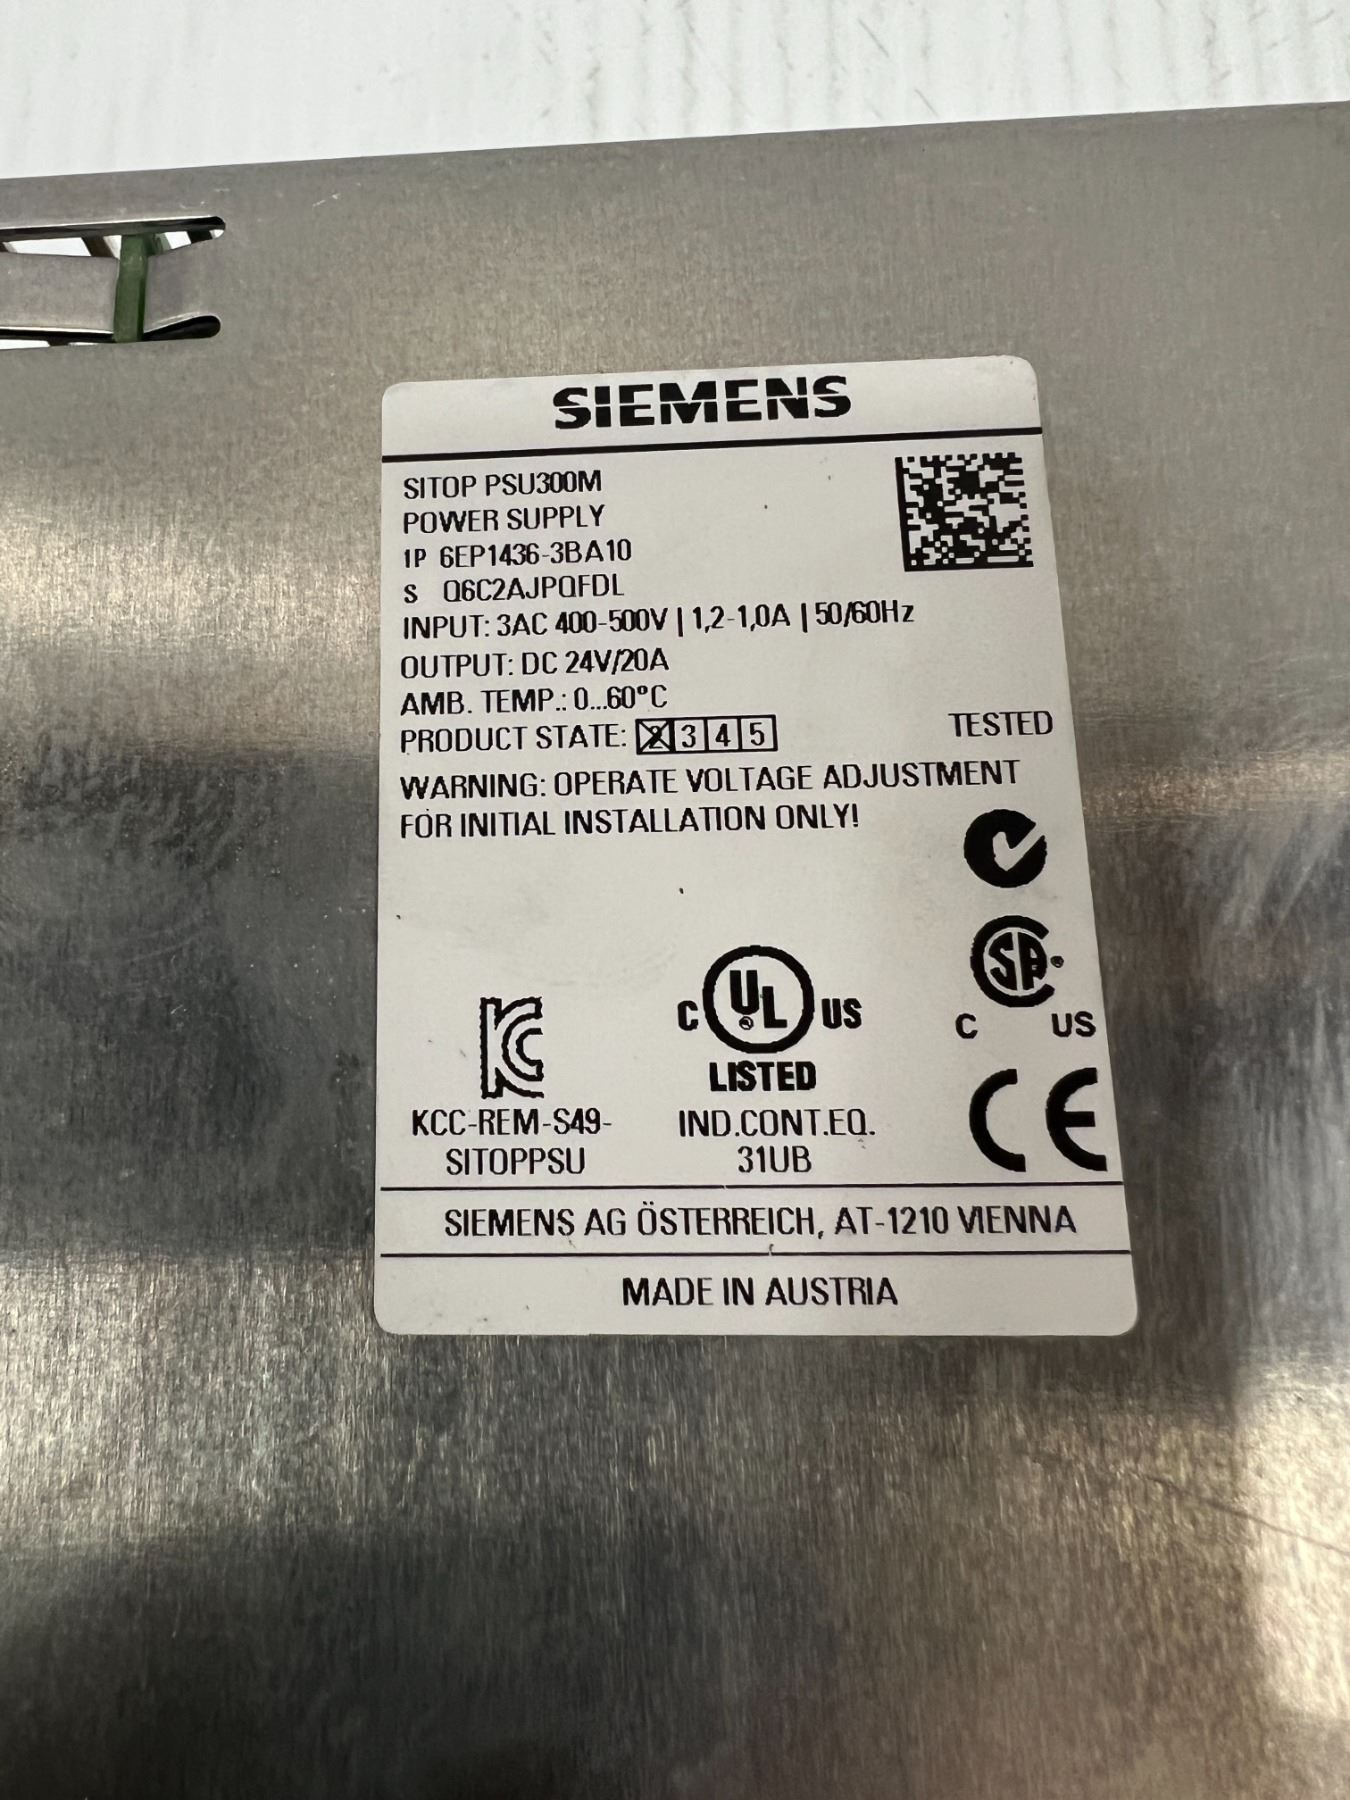 SIEMENS
SITOP PSU300M
POWER SUPPLY
1P 6EP1436-3BA10
S Q6C2AJPQFDL
INPUT: 3AC 400-500V | 1,2-1,0A | 50/60Hz
OUTPUT: DC 24V/20A
AMB. TEMP.: 0...60°C
PRODUCT STATE: 2 3 4 5
TESTED
WARNING: OPERATE VOLTAGE ADJUSTMENT
FOR INITIAL INSTALLATION ONLY!
SA
C US
C UL US
®
LISTED
IND.CONT.EQ.
31UB
KC
KCC-REM-S49-
SITOPPSU
CE
SIEMENS AG ÖSTERREICH, AT-1210 VIENNA
MADE IN AUSTRIA